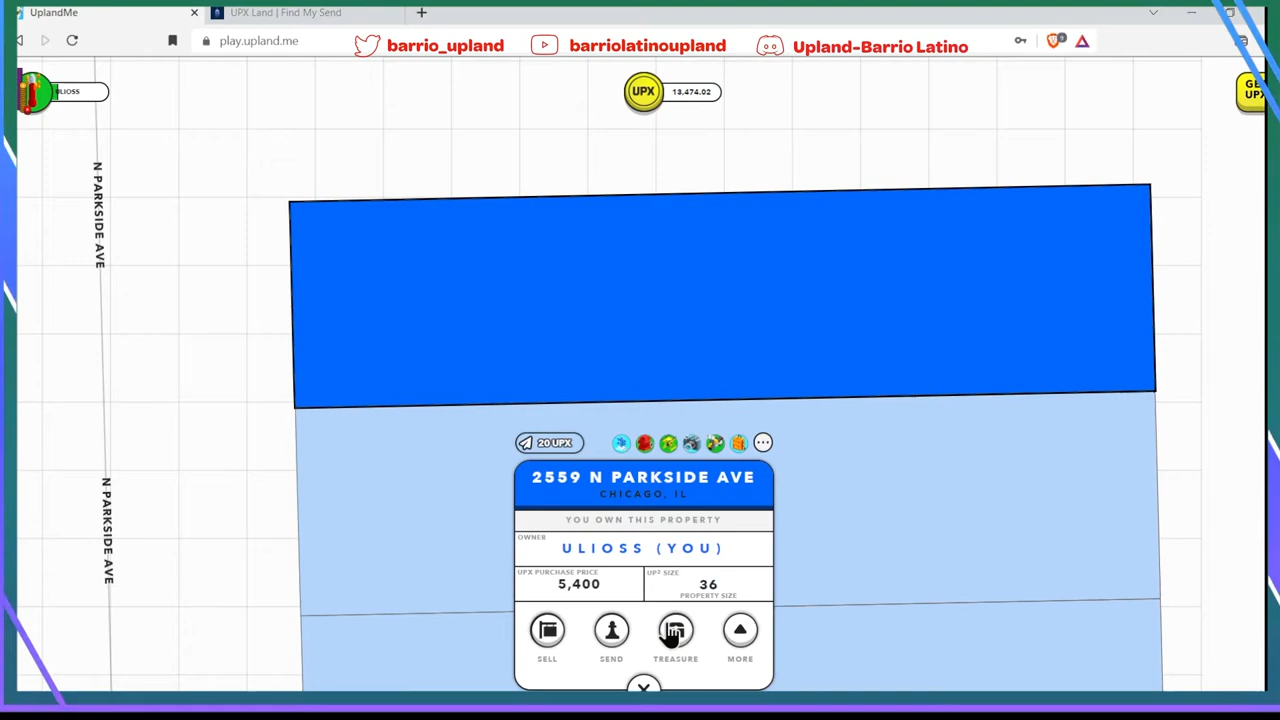 UplandMe
UPX Land | Find My Send
play.upland.me
barrio_upland
barriolatinoupland
Upland-Barrio Latino
ULIOSS
UPX
13,474.02
UPX
N PARKSIDE AVE
N PARKSIDE AVE
20 UPX
2559 N PARKSIDE AVE
CHICAGO, IL
YOU OWN THIS PROPERTY
OWNER
ULIOSS (YOU)
UPX PURCHASE PRICE
5,400
UP² SIZE
36
PROPERTY SIZE
SELL
SEND
TREASURE
MORE